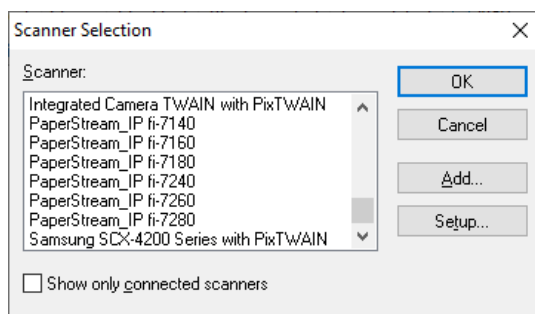 Scanner Selection
Scanner:
Integrated Camera TWAIN with PixTWAIN
PaperStream_IP fi-7140
PaperStream_IP fi-7160
PaperStream_IP fi-7180
PaperStream_IP fi-7240
PaperStream_IP fi-7260
PaperStream_IP fi-7280
Samsung SCX-4200 Series with PixTWAIN
OK
Cancel
Add...
Setup...
Show only connected scanners